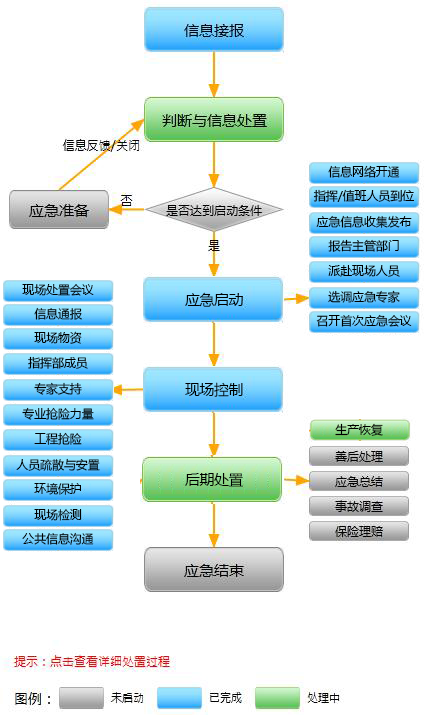 信息接报
判断与信息处置
信息反馈/关闭
应急准备
否
是否达到启动条件
是
信息网络开通
指挥/值班人员到位
应急信息收集发布
报告主管部门
派赴现场人员
选调应急专家
召开首次应急会议
应急启动
现场处置会议
信息通报
现场物资
指挥部成员
专家支持
专业抢险力量
工程抢险
人员疏散与安置
环境保护
现场检测
公共信息沟通
现场控制
后期处置
生产恢复
善后处理
应急总结
事故调查
保险理赔
应急结束
提示：点击查看详细处置过程
图例： 未启动 已完成 处理中